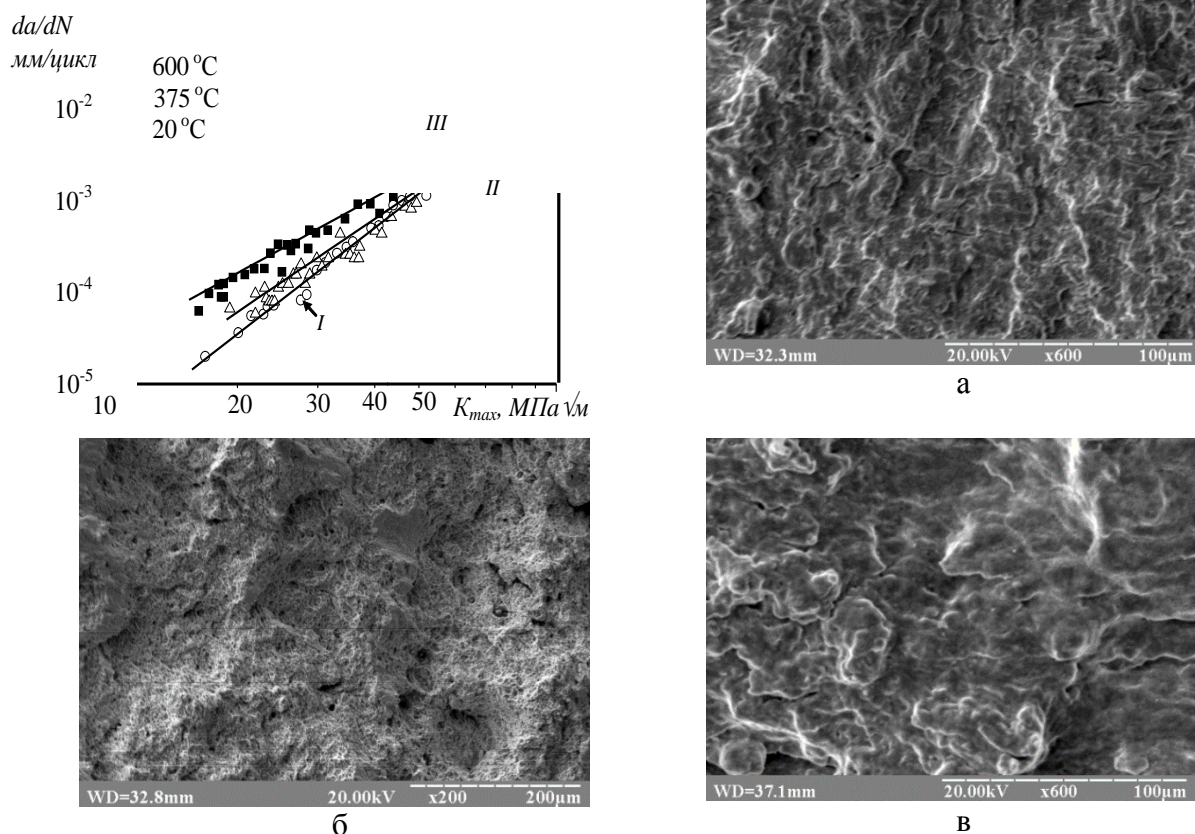 da/dN
мм/цикл
600 °C
375 °C
20 °C
10⁻²
III
10⁻³
II
10⁻⁴
I
10⁻⁵
10 20 30 40 50 Kmax, МПа √м
WD=32.3mm 20.00kV x600 100µm
а
WD=32.8mm 20.00kV x200 200µm
б
WD=37.1mm 20.00kV x600 100µm
в